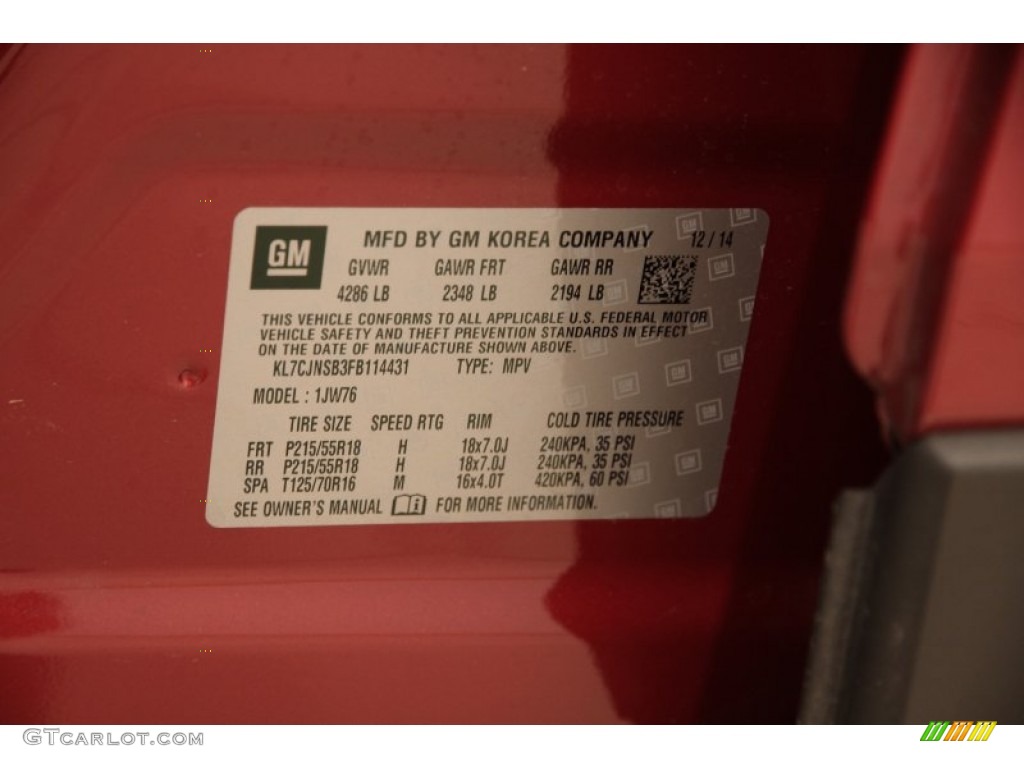 GM
MFD BY GM KOREA COMPANY 12/14
GVWR GAWR FRT GAWR RR
4286 LB 2348 LB 2194 LB
THIS VEHICLE CONFORMS TO ALL APPLICABLE U.S. FEDERAL MOTOR
VEHICLE SAFETY AND THEFT PREVENTION STANDARDS IN EFFECT
ON THE DATE OF MANUFACTURE SHOWN ABOVE.
KL7CJNSB3FB114431 TYPE: MPV
MODEL : 1JW76
TIRE SIZE SPEED RTG RIM COLD TIRE PRESSURE
FRT P215/55R18 H 18x7.0J 240KPA, 35 PSI
RR P215/55R18 H 18x7.0J 240KPA, 35 PSI
SPA T125/70R16 M 16x4.0T 420KPA, 60 PSI
SEE OWNER'S MANUAL FOR MORE INFORMATION.
GTCARLOT.COM